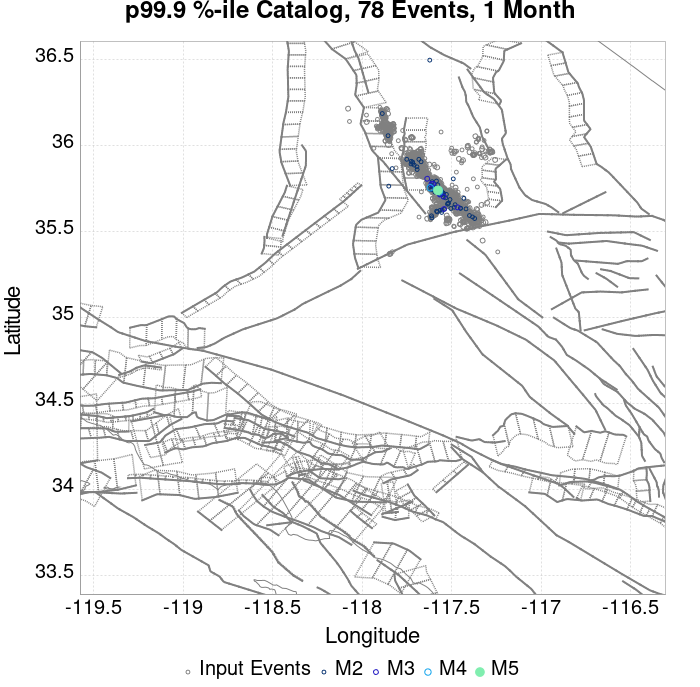 p99.9 %-ile Catalog, 78 Events, 1 Month
36.5
36
35.5
35
34.5
34
33.5
Latitude
-119.5 -119 -118.5 -118 -117.5 -117 -116.5
Longitude
Input Events M2 M3 M4 M5